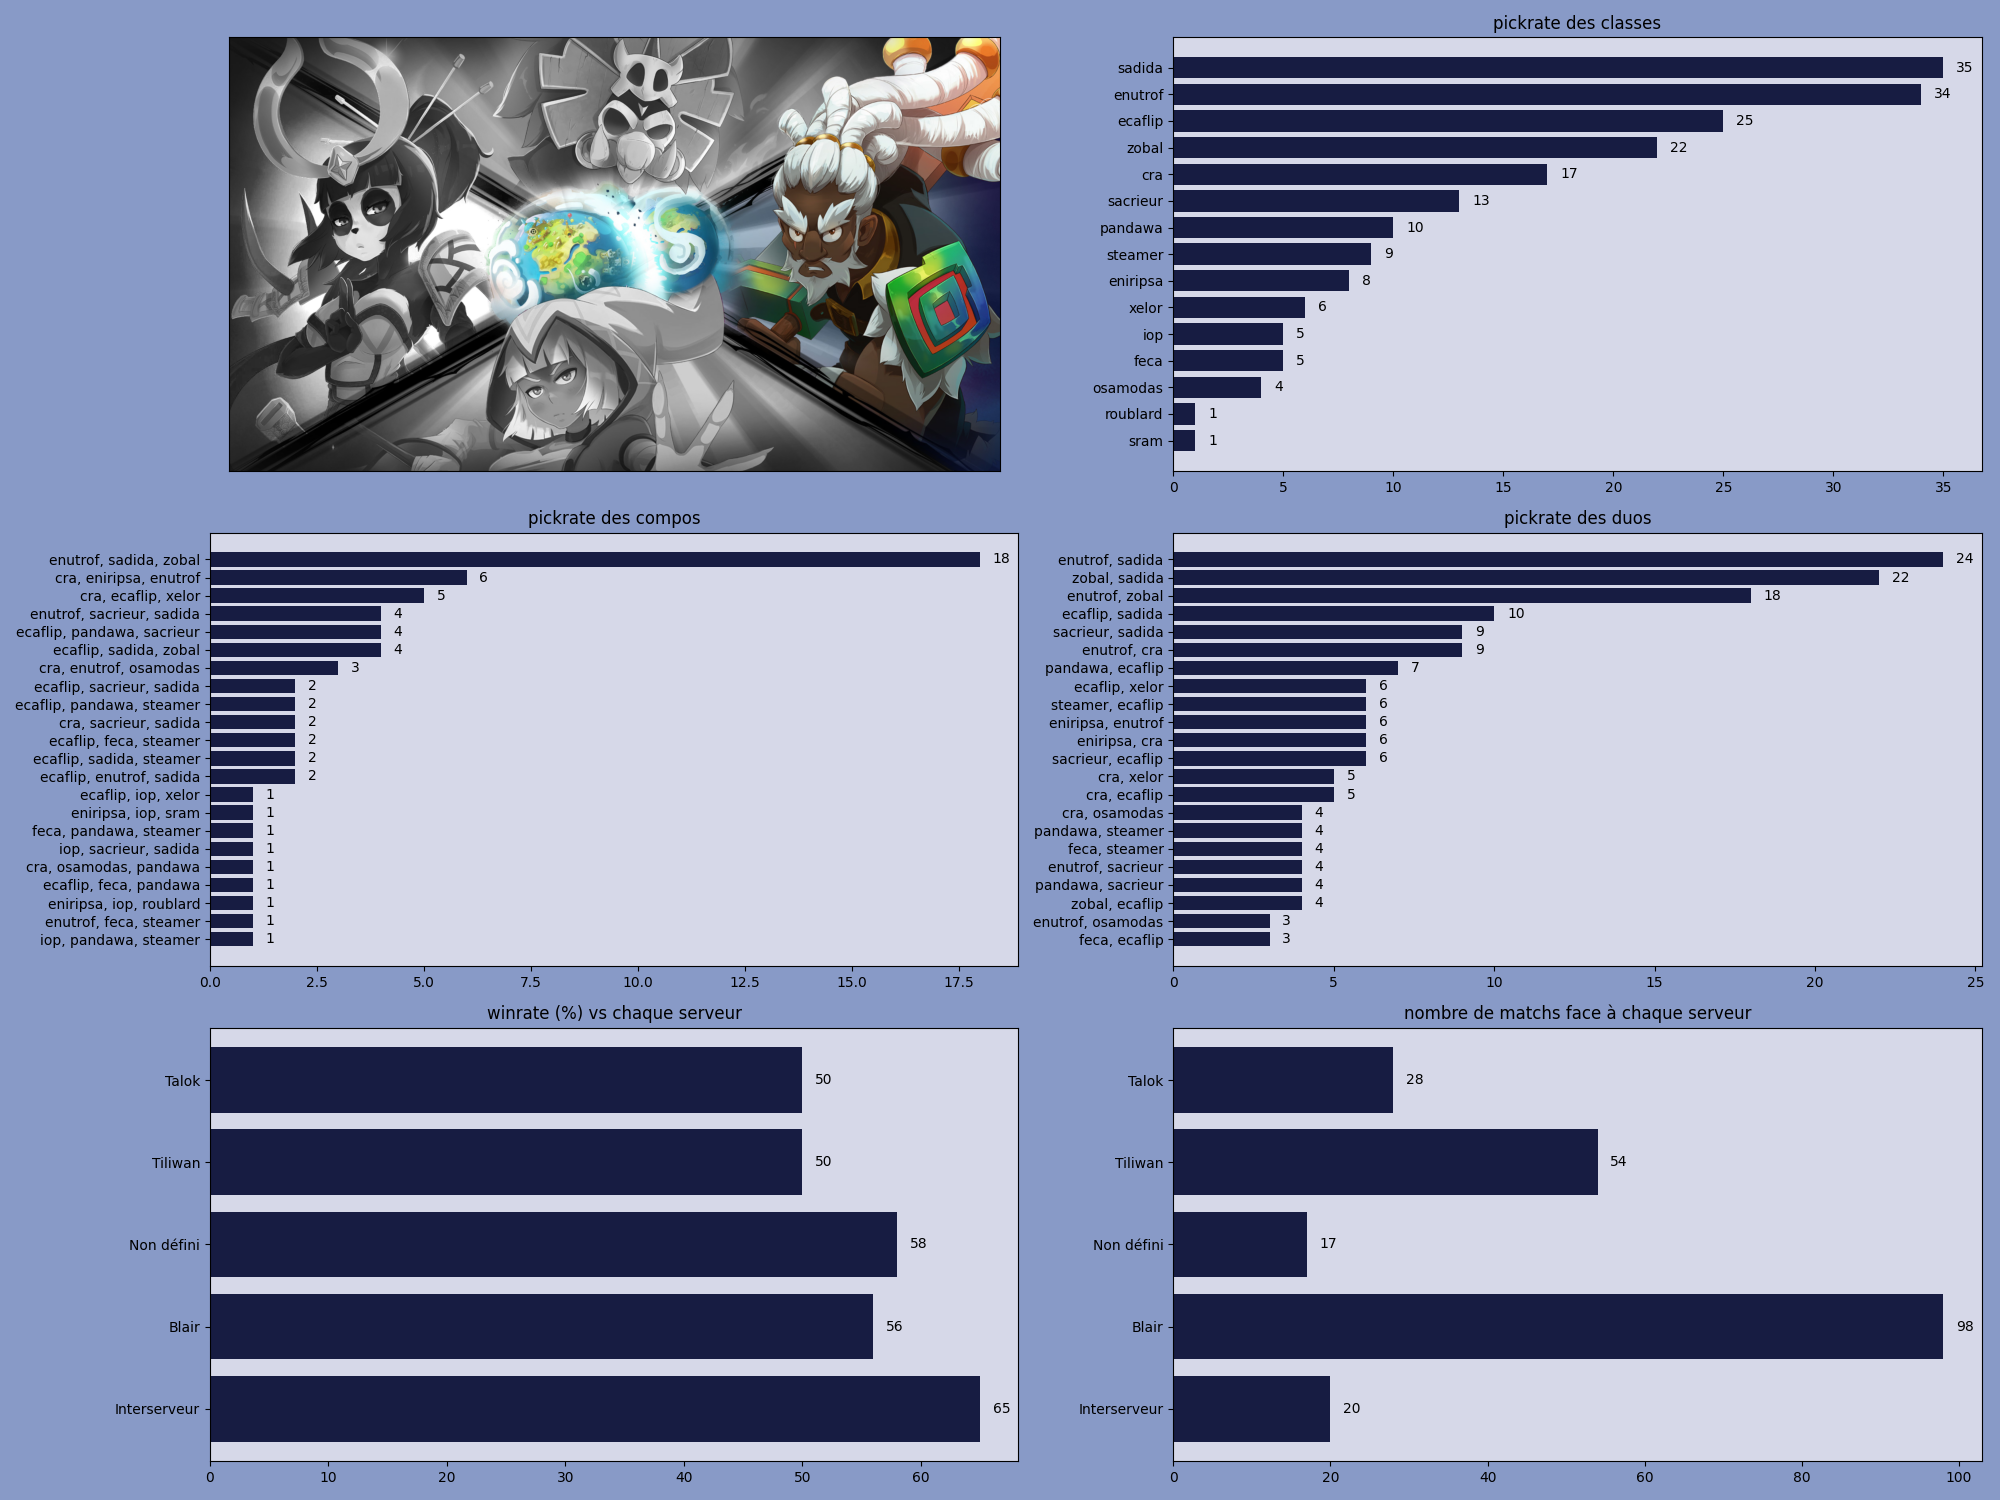 pickrate des classes
sadida 35
enutrof 34
ecaflip 25
zobal 22
cra 17
sacrieur 13
pandawa 10
steamer 9
eniripsa 8
xelor 6
iop 5
feca 5
osamodas 4
roublard 1
sram 1
0 5 10 15 20 25 30 35
pickrate des compos
enutrof, sadida, zobal 18
cra, eniripsa, enutrof 6
cra, ecaflip, xelor 5
enutrof, sacrieur, sadida 4
ecaflip, pandawa, sacrieur 4
ecaflip, sadida, zobal 4
cra, enutrof, osamodas 3
ecaflip, sacrieur, sadida 2
ecaflip, pandawa, steamer 2
cra, sacrieur, sadida 2
ecaflip, feca, steamer 2
ecaflip, sadida, steamer 2
ecaflip, enutrof, sadida 2
ecaflip, iop, xelor 1
eniripsa, iop, sram 1
feca, pandawa, steamer 1
iop, sacrieur, sadida 1
cra, osamodas, pandawa 1
ecaflip, feca, pandawa 1
eniripsa, iop, roublard 1
enutrof, feca, steamer 1
iop, pandawa, steamer 1
0.0 2.5 5.0 7.5 10.0 12.5 15.0 17.5
pickrate des duos
enutrof, sadida 24
zobal, sadida 22
enutrof, zobal 18
ecaflip, sadida 10
sacrieur, sadida 9
enutrof, cra 9
pandawa, ecaflip 7
ecaflip, xelor 6
steamer, ecaflip 6
eniripsa, enutrof 6
eniripsa, cra 6
sacrieur, ecaflip 6
cra, xelor 5
cra, ecaflip 5
cra, osamodas 4
pandawa, steamer 4
feca, steamer 4
enutrof, sacrieur 4
pandawa, sacrieur 4
zobal, ecaflip 4
enutrof, osamodas 3
feca, ecaflip 3
0 5 10 15 20 25
winrate (%) vs chaque serveur
Talok 50
Tiliwan 50
Non défini 58
Blair 56
Interserveur 65
0 10 20 30 40 50 60
nombre de matchs face à chaque serveur
Talok 28
Tiliwan 54
Non défini 17
Blair 98
Interserveur 20
0 20 40 60 80 100